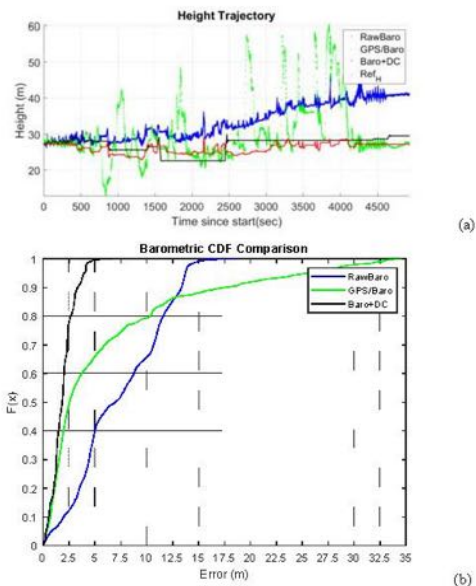 Height Trajectory
60
50
40
30
20
Height (m)
RawBaro
GPS/Baro
Baro+DC
Ref_H
0 500 1000 1500 2000 2500 3000 3500 4000 4500
Time since start(sec)
(a)
Barometric CDF Comparison
1
0.9
0.8
0.7
0.6
0.5
0.4
0.3
0.2
0.1
0
F(x)
RawBaro
GPS/Baro
Baro+DC
0 2.5 5 7.5 10 12.5 15 17.5 20 22.5 25 27.5 30 32.5 35
Error (m)
(b)